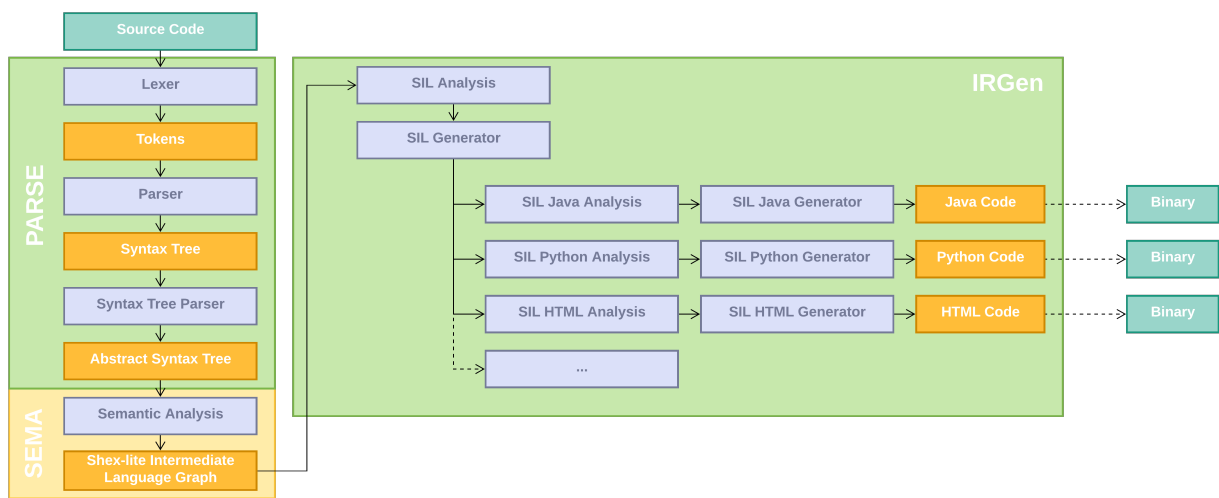 Source Code
PARSE
Lexer
Tokens
Parser
Syntax Tree
Syntax Tree Parser
Abstract Syntax Tree
SEMA
Semantic Analysis
Shex-lite Intermediate
Language Graph
IRGen
SIL Analysis
SIL Generator
SIL Java Analysis
SIL Java Generator
Java Code
Binary
SIL Python Analysis
SIL Python Generator
Python Code
Binary
SIL HTML Analysis
SIL HTML Generator
HTML Code
Binary
...